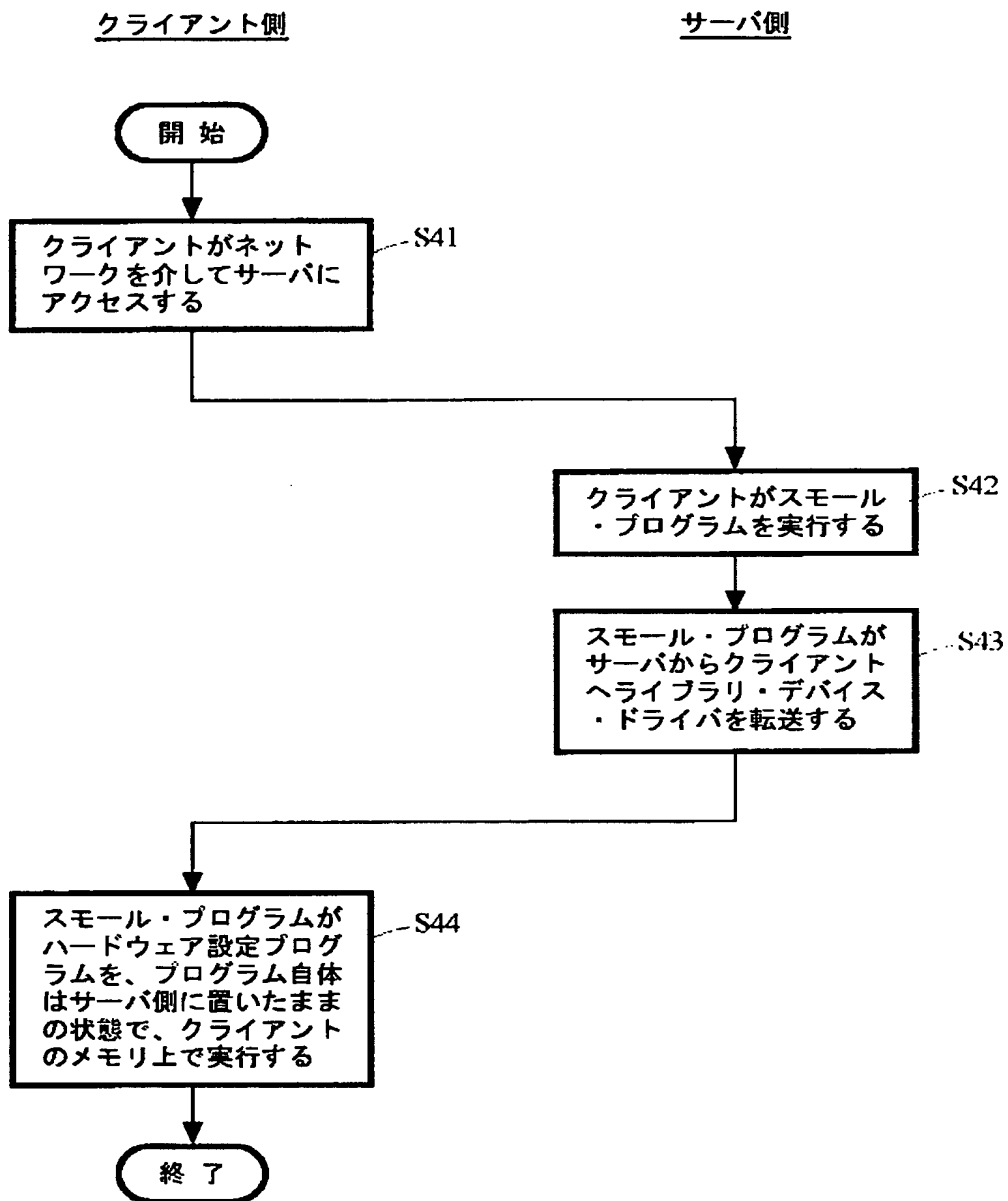 クライアント側
サーバ側
開 始
クライアントがネット
ワークを介してサーバに
アクセスする
S41
クライアントがスモール
・プログラムを実行する
S42
スモール・プログラムが
サーバからクライアント
へライブラリ・デバイス
・ドライバを転送する
S43
スモール・プログラムが
ハードウェア設定プログ
ラムを、プログラム自体
はサーバ側に置いたまま
の状態で、クライアント
のメモリ上で実行する
S44
終 了